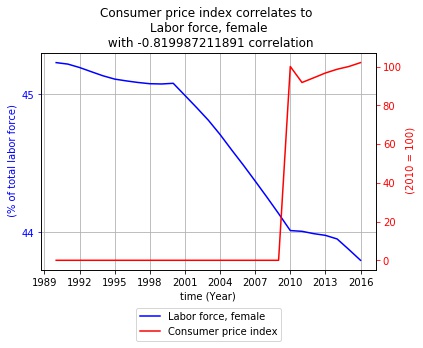 Consumer price index correlates to
Labor force, female
with -0.819987211891 correlation
45
44
(% of total labor force)
100
80
60
40
20
0
(2010 = 100)
1989 1992 1995 1998 2001 2004 2007 2010 2013 2016
time (Year)
Labor force, female
Consumer price index